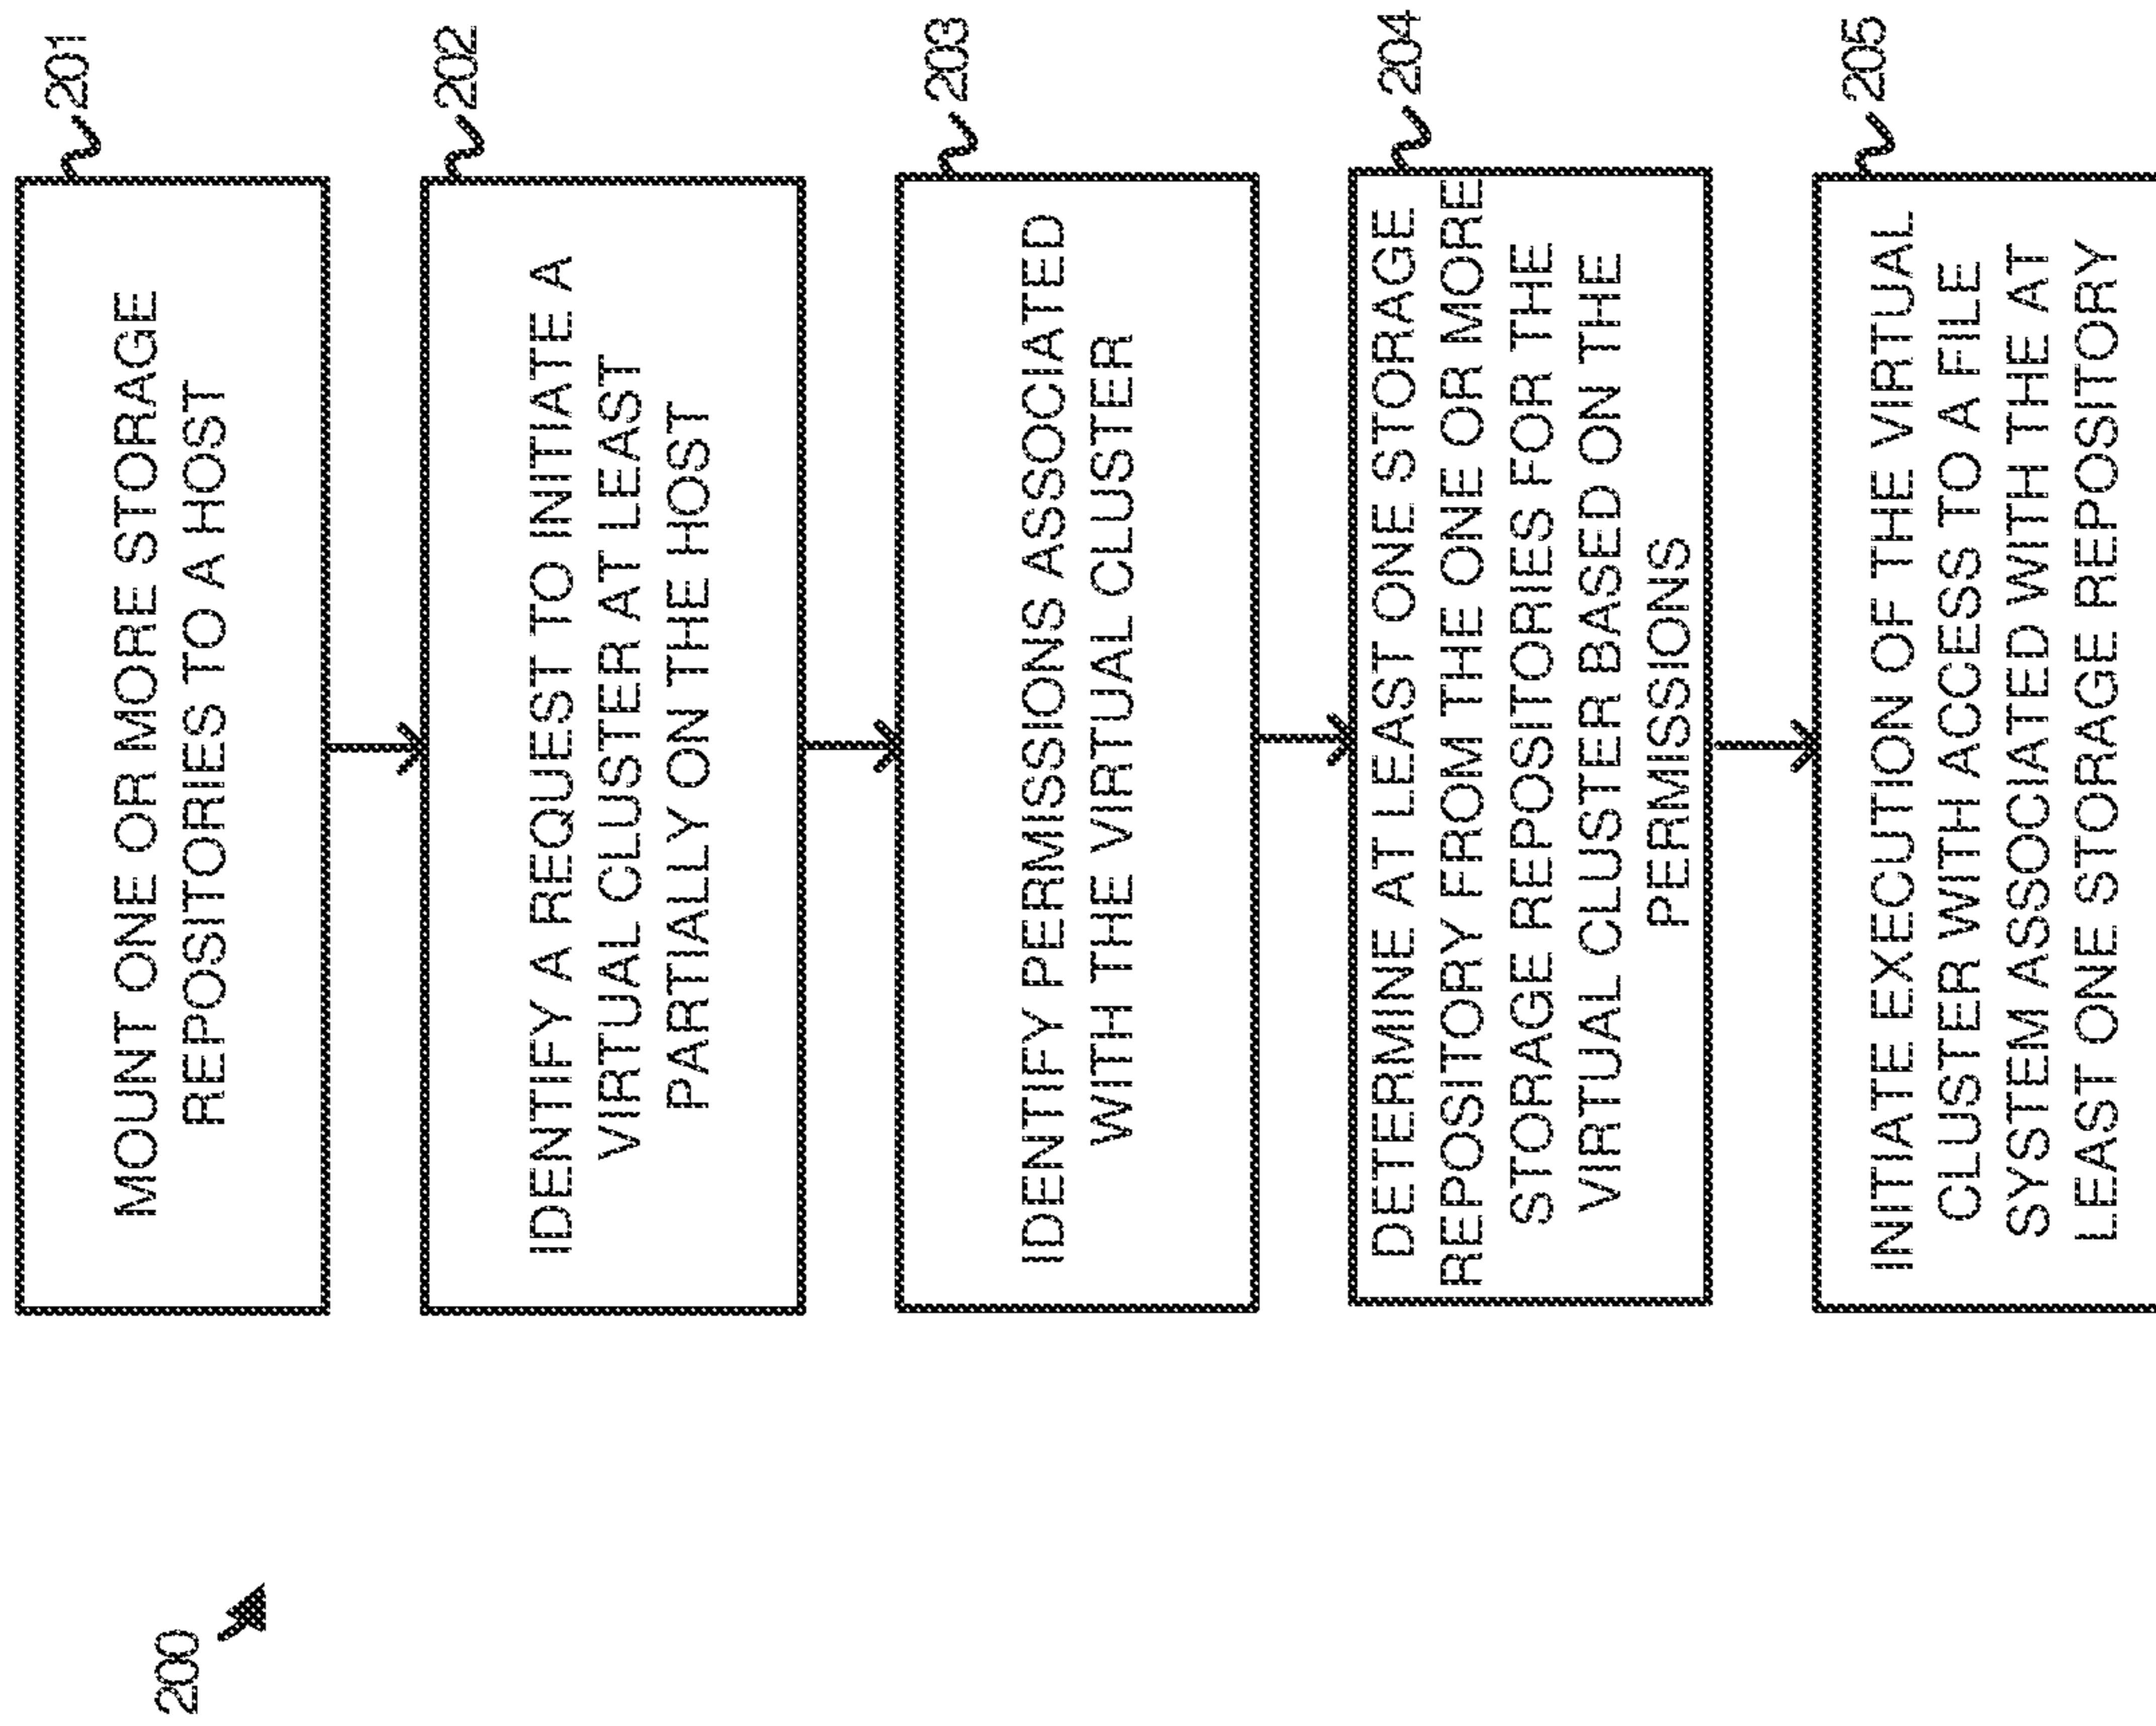 200
201
MOUNT ONE OR MORE STORAGE
REPOSITORIES TO A HOST
202
IDENTIFY A REQUEST TO INITIATE A
VIRTUAL CLUSTER AT LEAST
PARTIALLY ON THE HOST
203
IDENTIFY PERMISSIONS ASSOCIATED
WITH THE VIRTUAL CLUSTER
204
DETERMINE AT LEAST ONE STORAGE
REPOSITORY FROM THE ONE OR MORE
STORAGE REPOSITORIES FOR THE
VIRTUAL CLUSTER BASED ON THE
PERMISSIONS
205
INITIATE EXECUTION OF THE VIRTUAL
CLUSTER WITH ACCESS TO A FILE
SYSTEM ASSOCIATED WITH THE AT
LEAST ONE STORAGE REPOSITORY